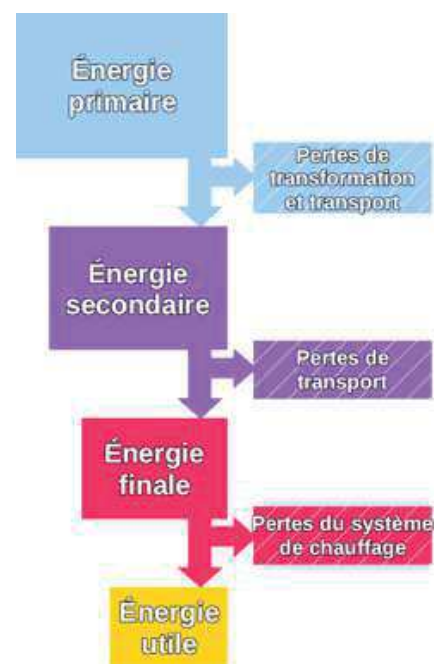 Énergie
primaire
Pertes de
transformation
et transport
Énergie
secondaire
Pertes de
transport
Énergie
finale
Pertes du système
de chauffage
Énergie
utile